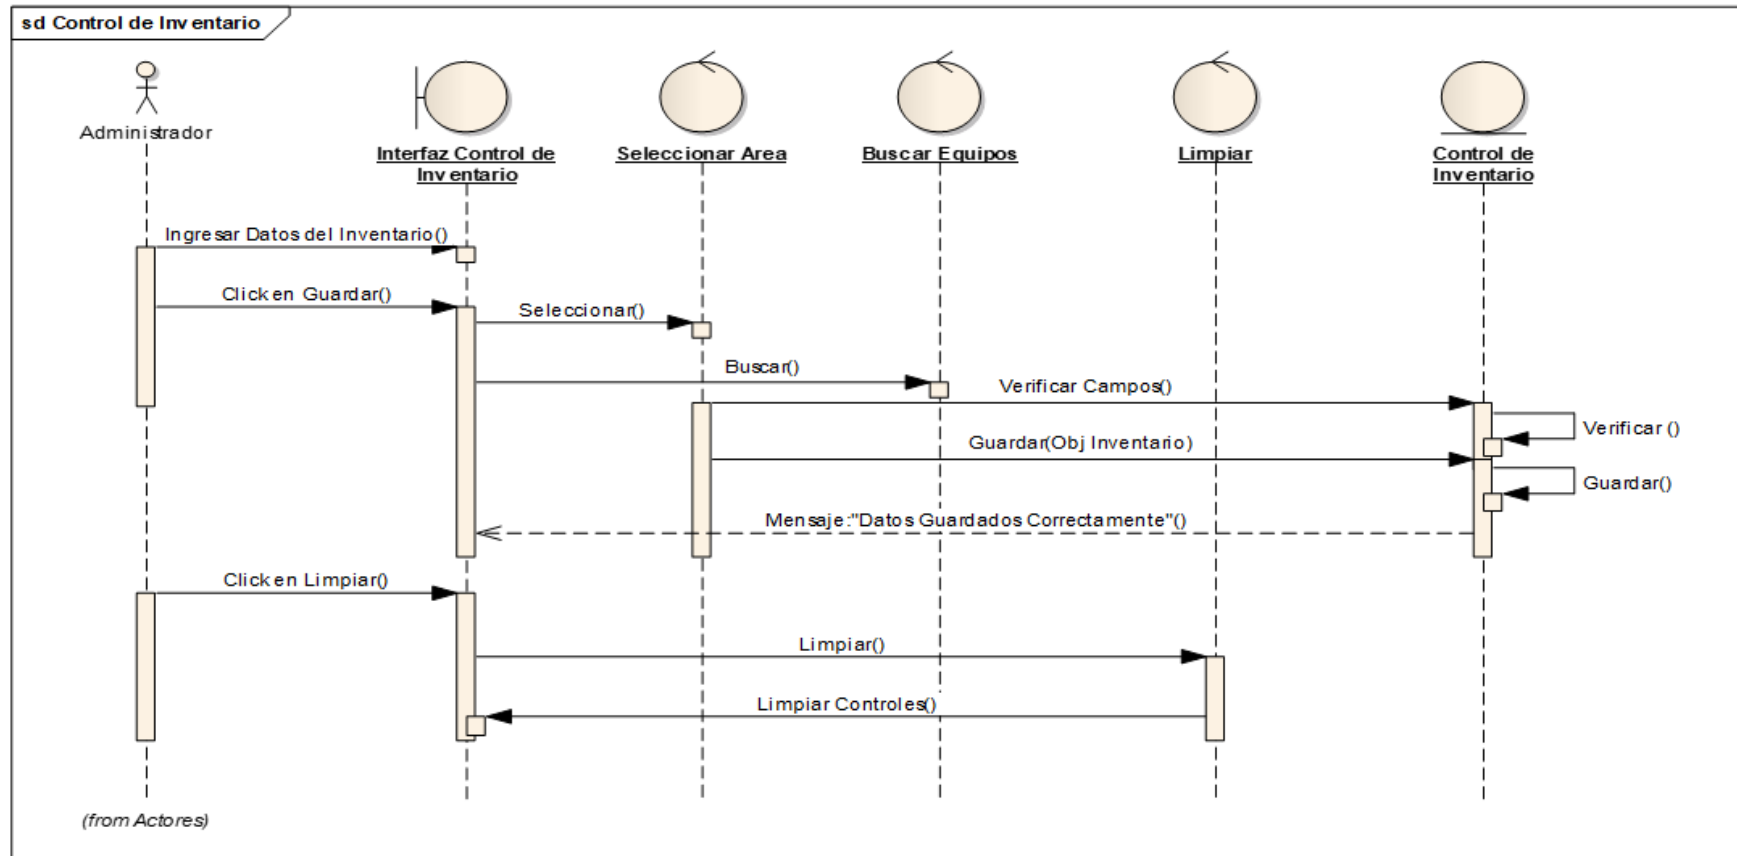 sd Control de Inventario
Administrador
Interfaz Control de
Inventario
Seleccionar Area
Buscar Equipos
Limpiar
Control de
Inventario
Ingresar Datos del Inventario()
Click en Guardar()
Seleccionar()
Buscar()
Verificar Campos()
Verificar ()
Guardar(Obj Inventario)
Guardar()
Mensaje:"Datos Guardados Correctamente"()
Click en Limpiar()
Limpiar()
Limpiar Controles()
(from Actores)